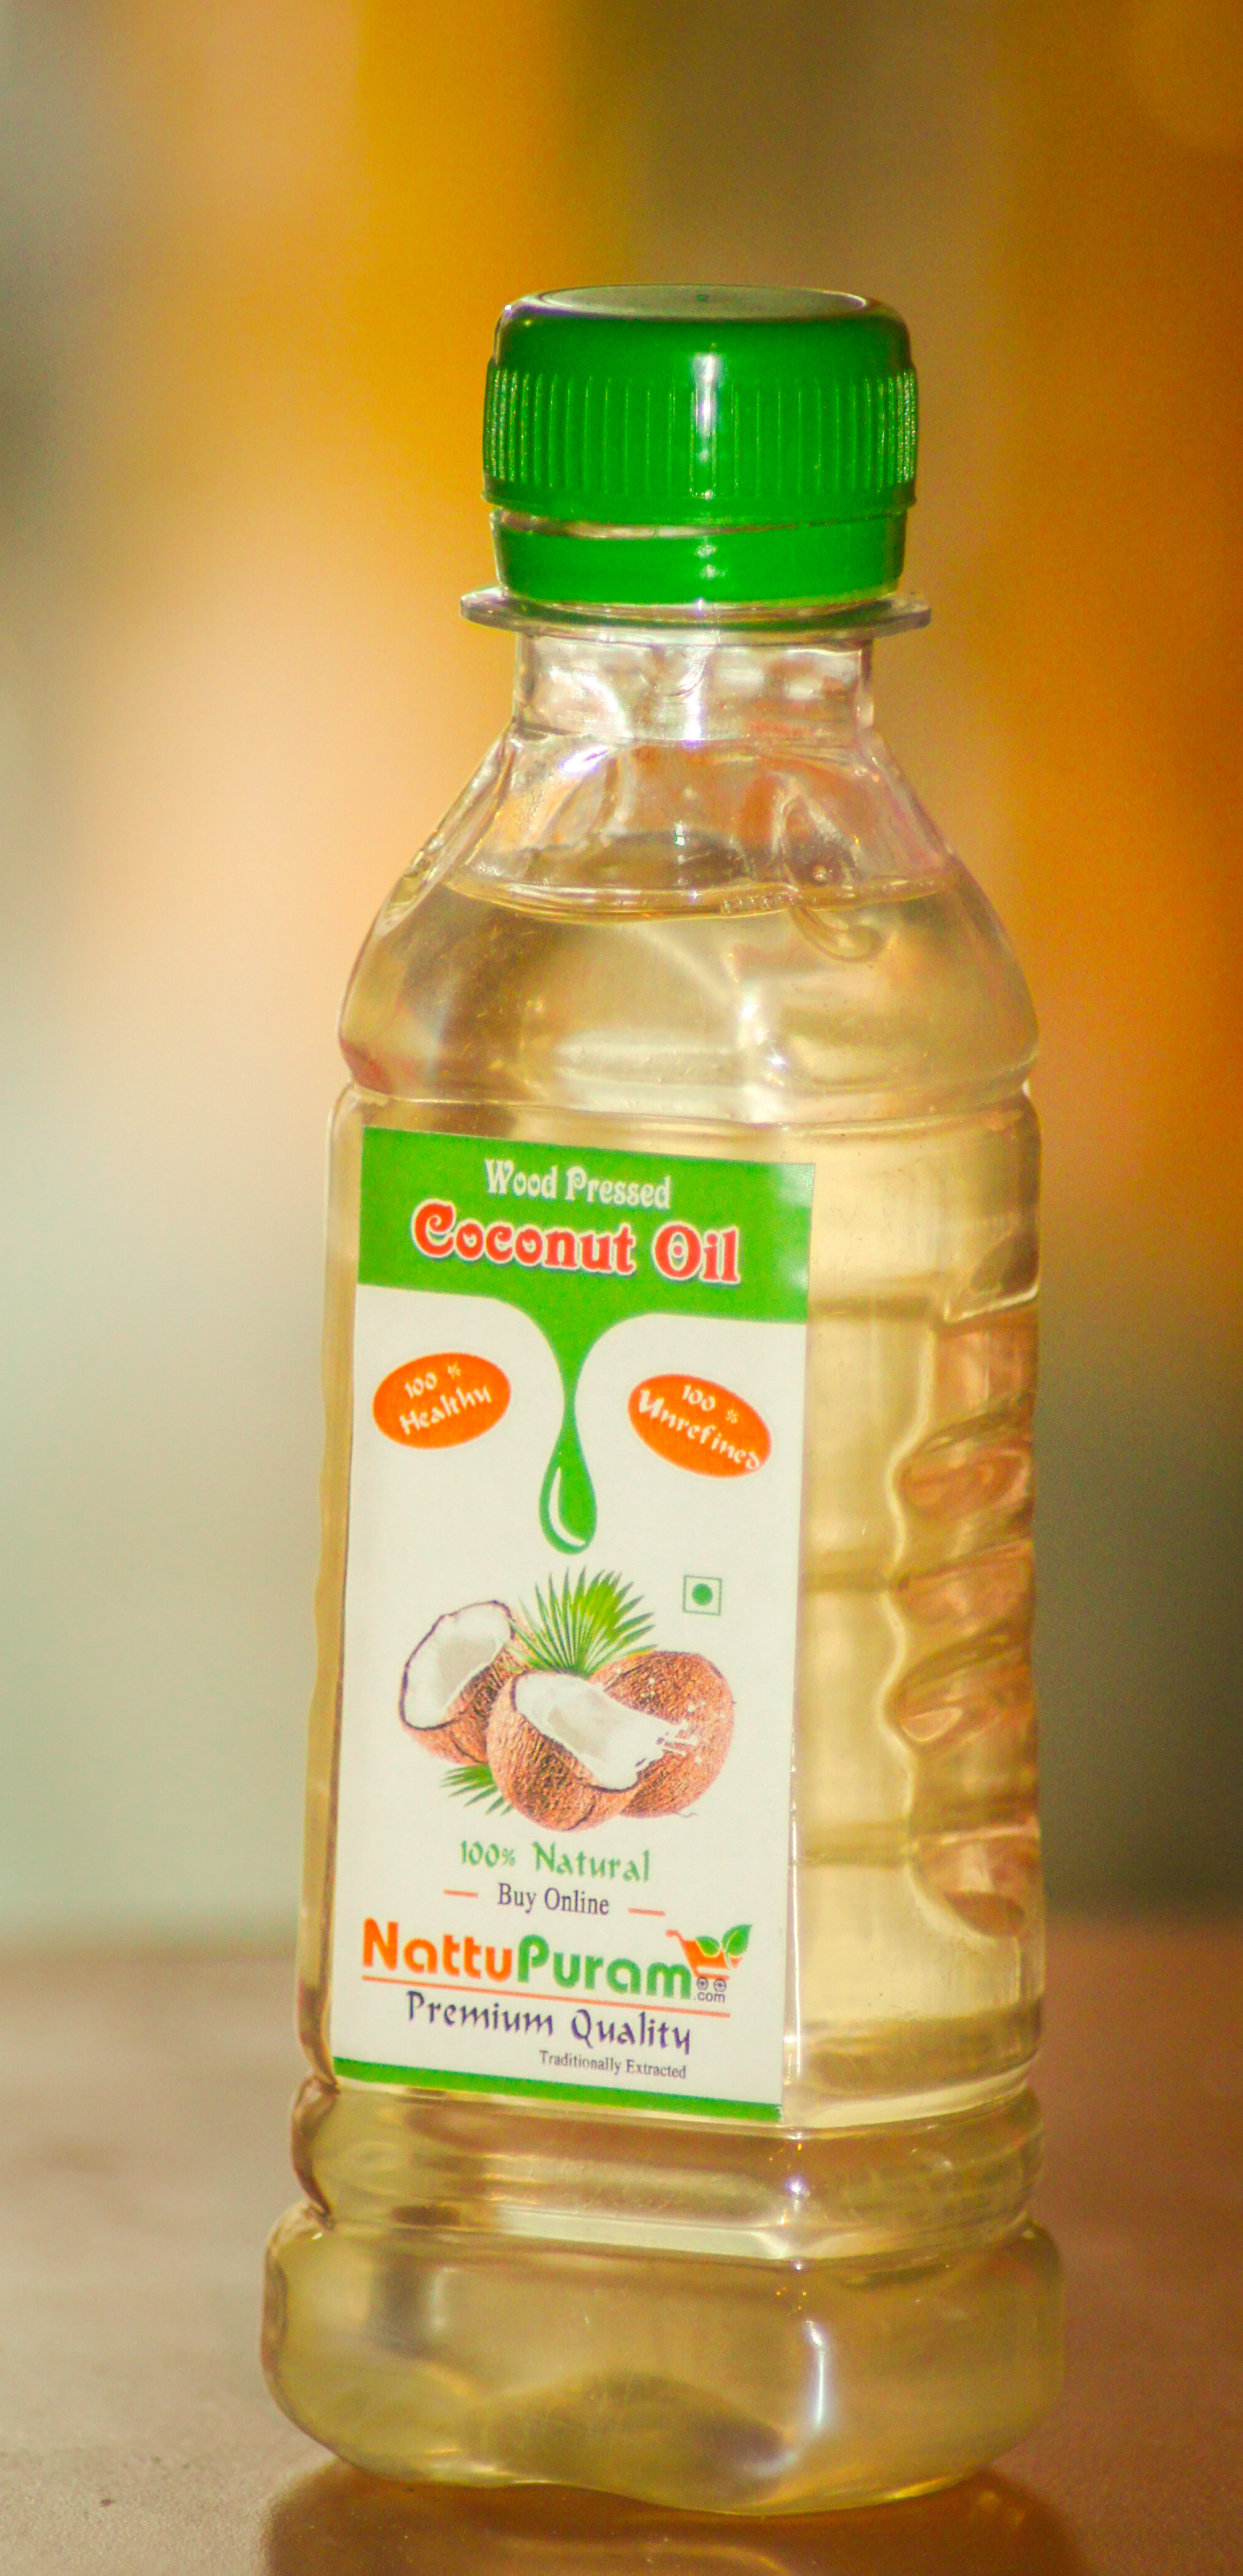 Wood Pressed
Coconut Oil
100 %
Healthy
100 %
Unrefined
100% Natural
Buy Online
NattuPuram
.com
Premium Quality
Traditionally Extracted